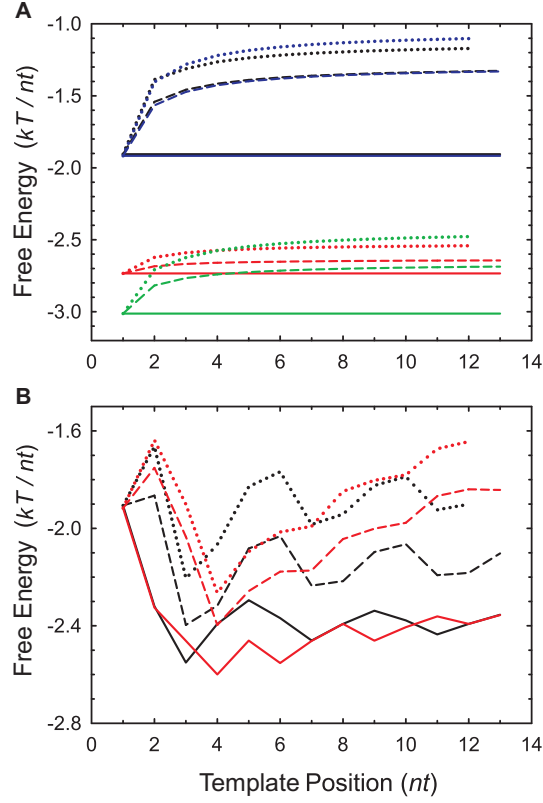 A
-1.0
-1.5
-2.0
-2.5
-3.0
Free Energy (kT / nt)
0 2 4 6 8 10 12 14
B
-1.6
-2.0
-2.4
-2.8
Free Energy (kT / nt)
0 2 4 6 8 10 12 14
Template Position (nt)